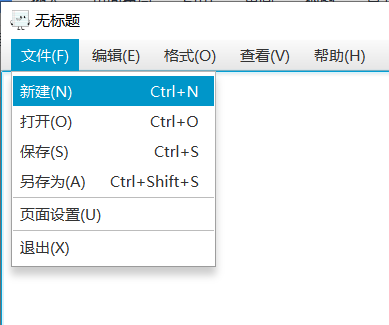 无标题
文件(F) 编辑(E) 格式(O) 查看(V) 帮助(H)
新建(N) Ctrl+N
打开(O) Ctrl+O
保存(S) Ctrl+S
另存为(A) Ctrl+Shift+S
页面设置(U)
退出(X)